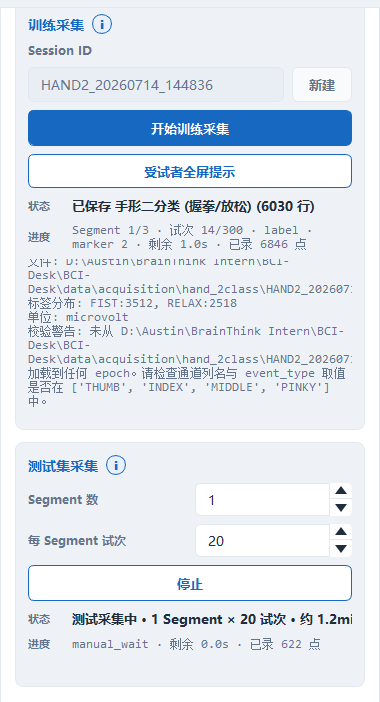 训练采集 i
Session ID
HAND2_20260714_144836 新建
开始训练采集
受试者全屏提示
状态 已保存 手形二分类 (握拳/放松) (6030 行)
进度 Segment 1/3 · 试次 14/300 · label ·
marker 2 · 剩余 1.0s · 已录 6846 点
文件: D:\Austin\BrainThink Intern\BCI-
Desk\BCI-
Desk\data\acquisition\hand_2class\HAND2_202607
标签分布: FIST:3512, RELAX:2518
单位: microvolt
校验警告: 未从 D:\Austin\BrainThink Intern\BCI-
Desk\BCI-
Desk\data\acquisition\hand_2class\HAND2_202607
加载到任何 epoch。请检查通道列名与 event_type 取值
是否在 ['THUMB', 'INDEX', 'MIDDLE', 'PINKY']
中。
测试集采集 i
Segment 数 1
每 Segment 试次 20
停止
状态 测试采集中 • 1 Segment × 20 试次 • 约 1.2mi
进度 manual_wait · 剩余 0.0s · 已录 622 点